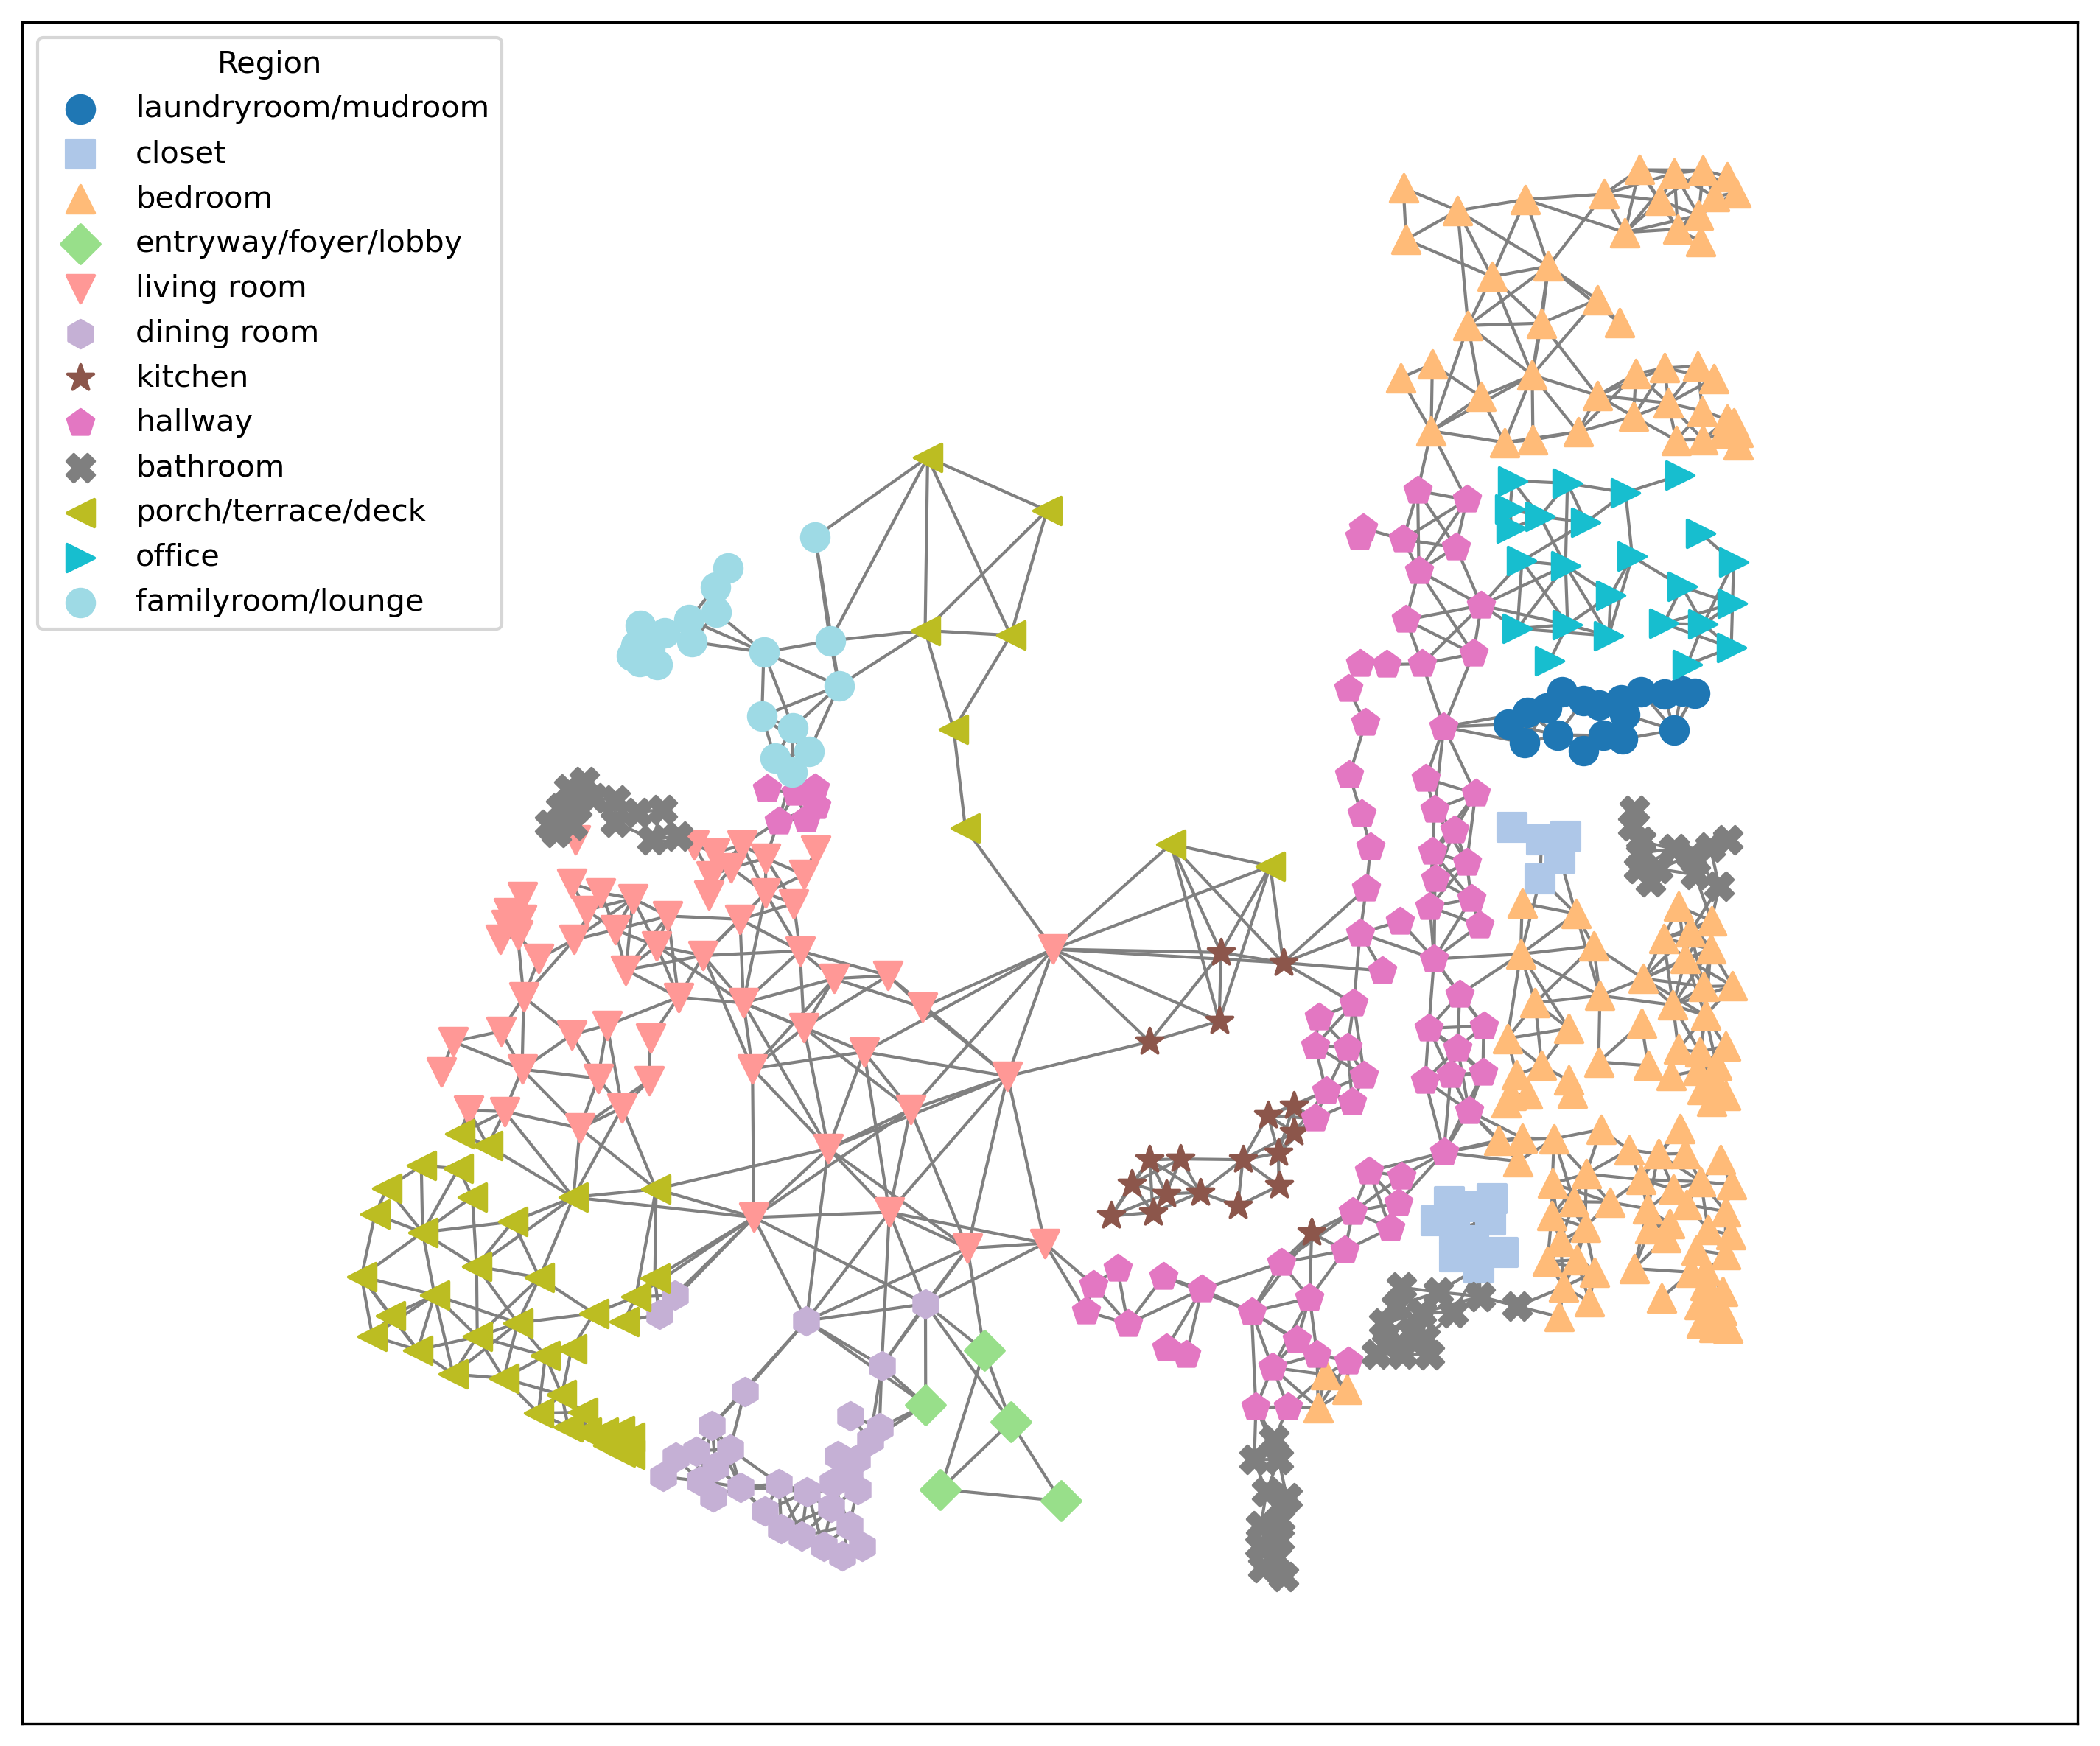 Region
laundryroom/mudroom
closet
bedroom
entryway/foyer/lobby
living room
dining room
kitchen
hallway
bathroom
porch/terrace/deck
office
familyroom/lounge